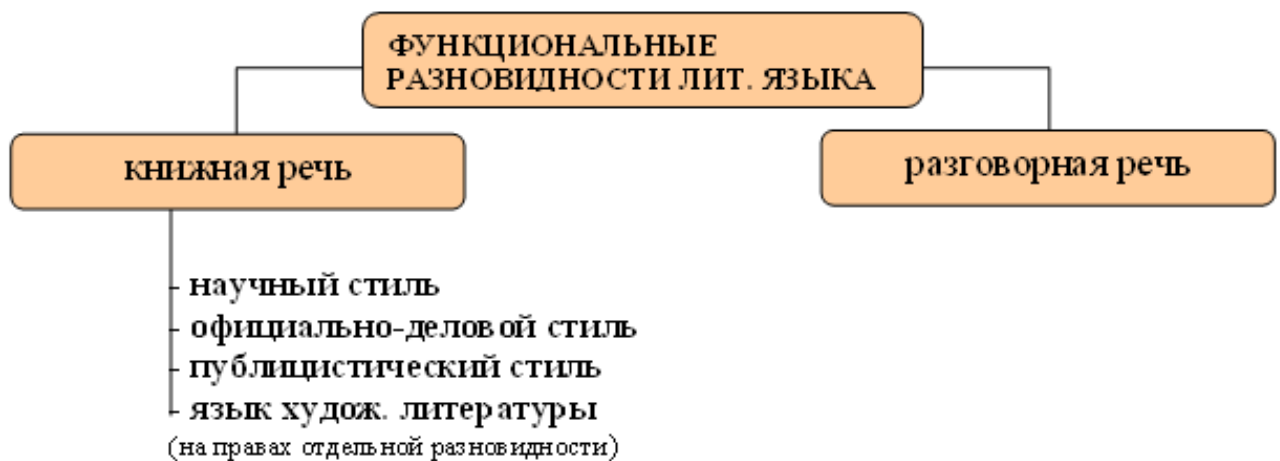 ФУНКЦИОНАЛЬНЫЕ
РАЗНОВИДНОСТИ ЛИТ. ЯЗЫКА
книжная речь
разговорная речь
- научный стиль
- официально-деловой стиль
- публицистический стиль
- язык худож. литературы
(на правах отдельной разновидности)